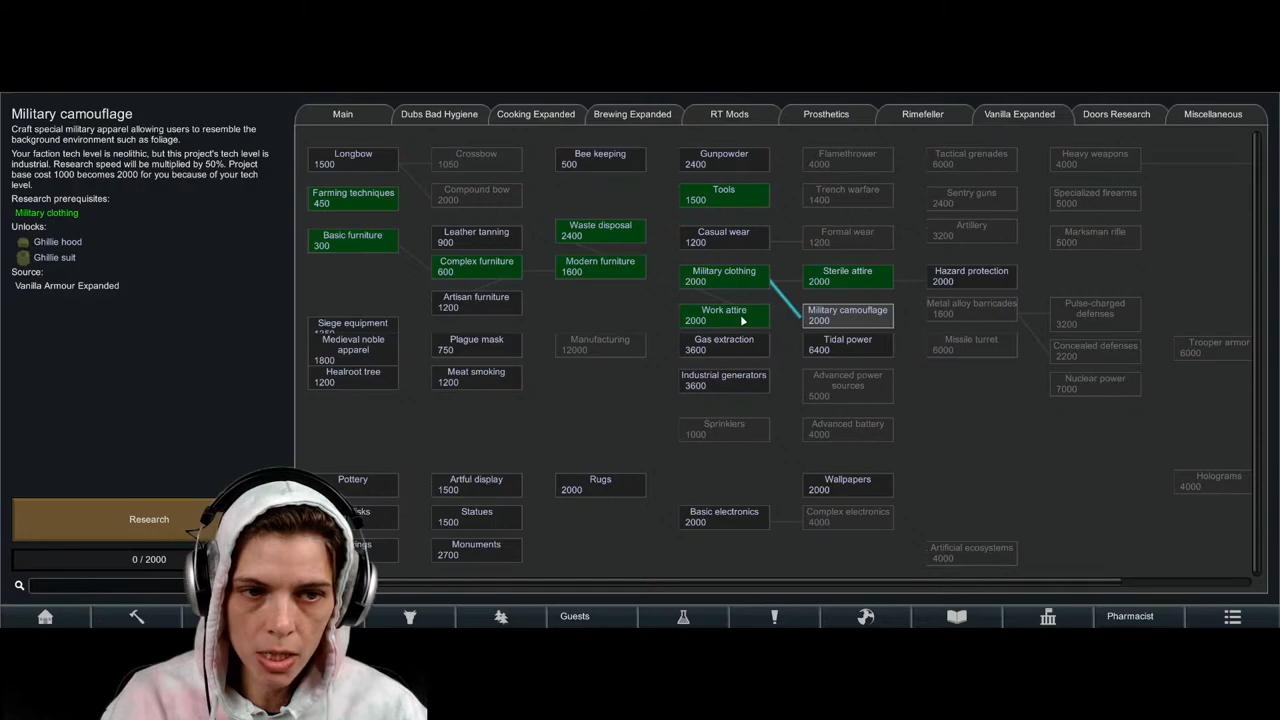 Military camouflage
Craft special military apparel allowing users to resemble the
background environment such as foliage.
Your faction tech level is neolithic, but this project's tech level is
industrial. Research speed will be multiplied by 50%. Project
base cost 1000 becomes 2000 for you because of your tech
level.
Research prerequisites:
Military clothing
Unlocks:
Ghillie hood
Ghillie suit
Source:
Vanilla Armour Expanded
Research
0 / 2000
Main
Dubs Bad Hygiene
Cooking Expanded
Brewing Expanded
RT Mods
Prosthetics
Rimefeller
Vanilla Expanded
Doors Research
Miscellaneous
Longbow
1500
Farming techniques
450
Basic furniture
300
Siege equipment
Medieval noble
apparel
1800
Healroot tree
1200
Pottery
Crossbow
1050
Compound bow
2000
Leather tanning
900
Complex furniture
600
Artisan furniture
1200
Plague mask
750
Meat smoking
1200
Artful display
1500
Statues
1500
Monuments
2700
Bee keeping
500
Waste disposal
2400
Modern furniture
1600
Manufacturing
12000
Rugs
2000
Gunpowder
2400
Tools
1500
Casual wear
1200
Military clothing
2000
Work attire
2000
Gas extraction
3600
Industrial generators
3600
Sprinklers
1000
Basic electronics
2000
Flamethrower
4000
Trench warfare
1400
Formal wear
1200
Sterile attire
2000
Military camouflage
2000
Tidal power
6400
Advanced power
sources
5000
Advanced battery
4000
Wallpapers
2000
Complex electronics
4000
Tactical grenades
6000
Sentry guns
2400
Artillery
3200
Hazard protection
2000
Metal alloy barricades
1600
Missile turret
6000
Artificial ecosystems
4000
Heavy weapons
4000
Specialized firearms
5000
Marksman rifle
5000
Pulse-charged
defenses
3200
Concealed defenses
2200
Nuclear power
7000
Trooper armor
6000
Holograms
4000
Guests
Pharmacist